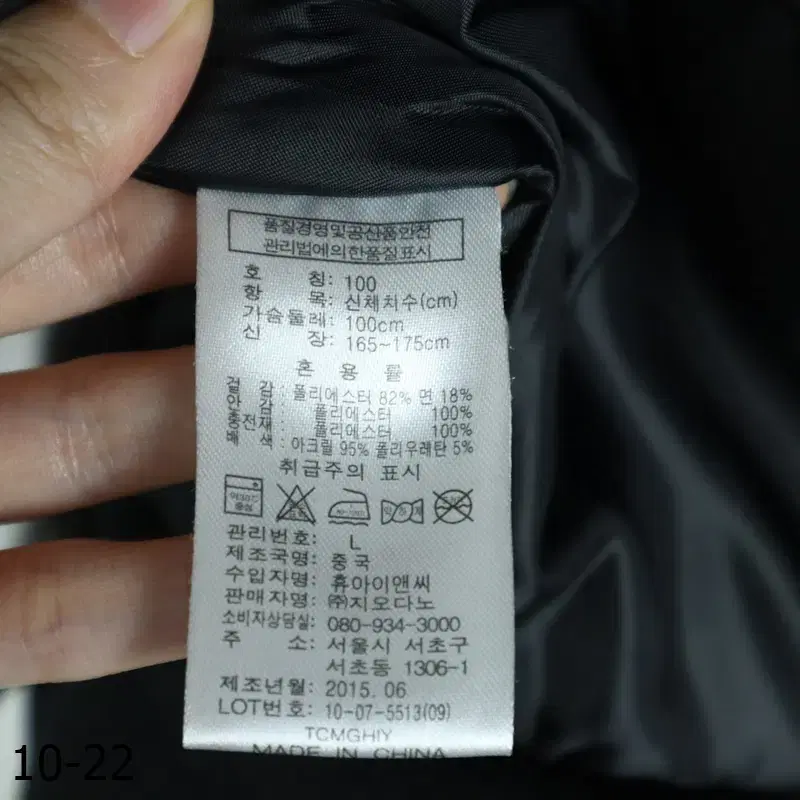 품질경영및공산품안전
관리법에의한품질표시
호 칭: 100
항 목: 신체치수(cm)
가슴둘레: 100cm
신 장: 165~175cm
혼 용 률
겉 감: 폴리에스터 82% 면 18%
안 감: 폴리에스터 100%
충전재: 폴리에스터 100%
배 색: 아크릴 95% 폴리우레탄 5%
취급주의 표시
관리번호: L
제조국명: 중국
수입자명: 휴아이앤씨
판매자명: ㈜지오다노
소비자상담실: 080-934-3000
주 소: 서울시 서초구
서초동 1306-1
제조년월: 2015. 06
LOT번호: 10-07-5513(09)
TCMGHIY
MADE IN CHINA
10-22